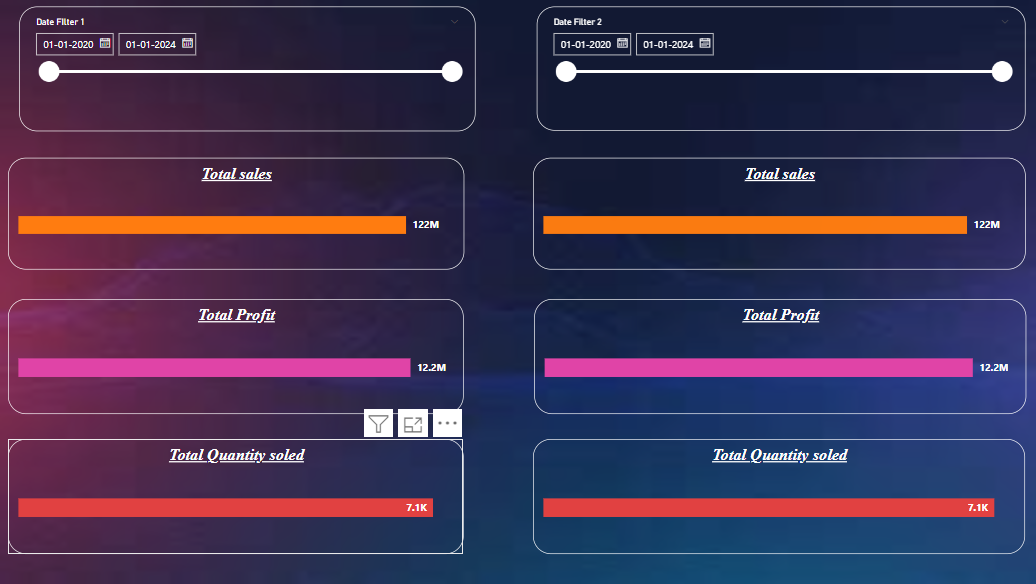 Date Filter 1
01-01-2020 01-01-2024
Total sales
122M
Total Profit
12.2M
Total Quantity soled
7.1K
Date Filter 2
01-01-2020 01-01-2024
Total sales
122M
Total Profit
12.2M
Total Quantity soled
7.1K